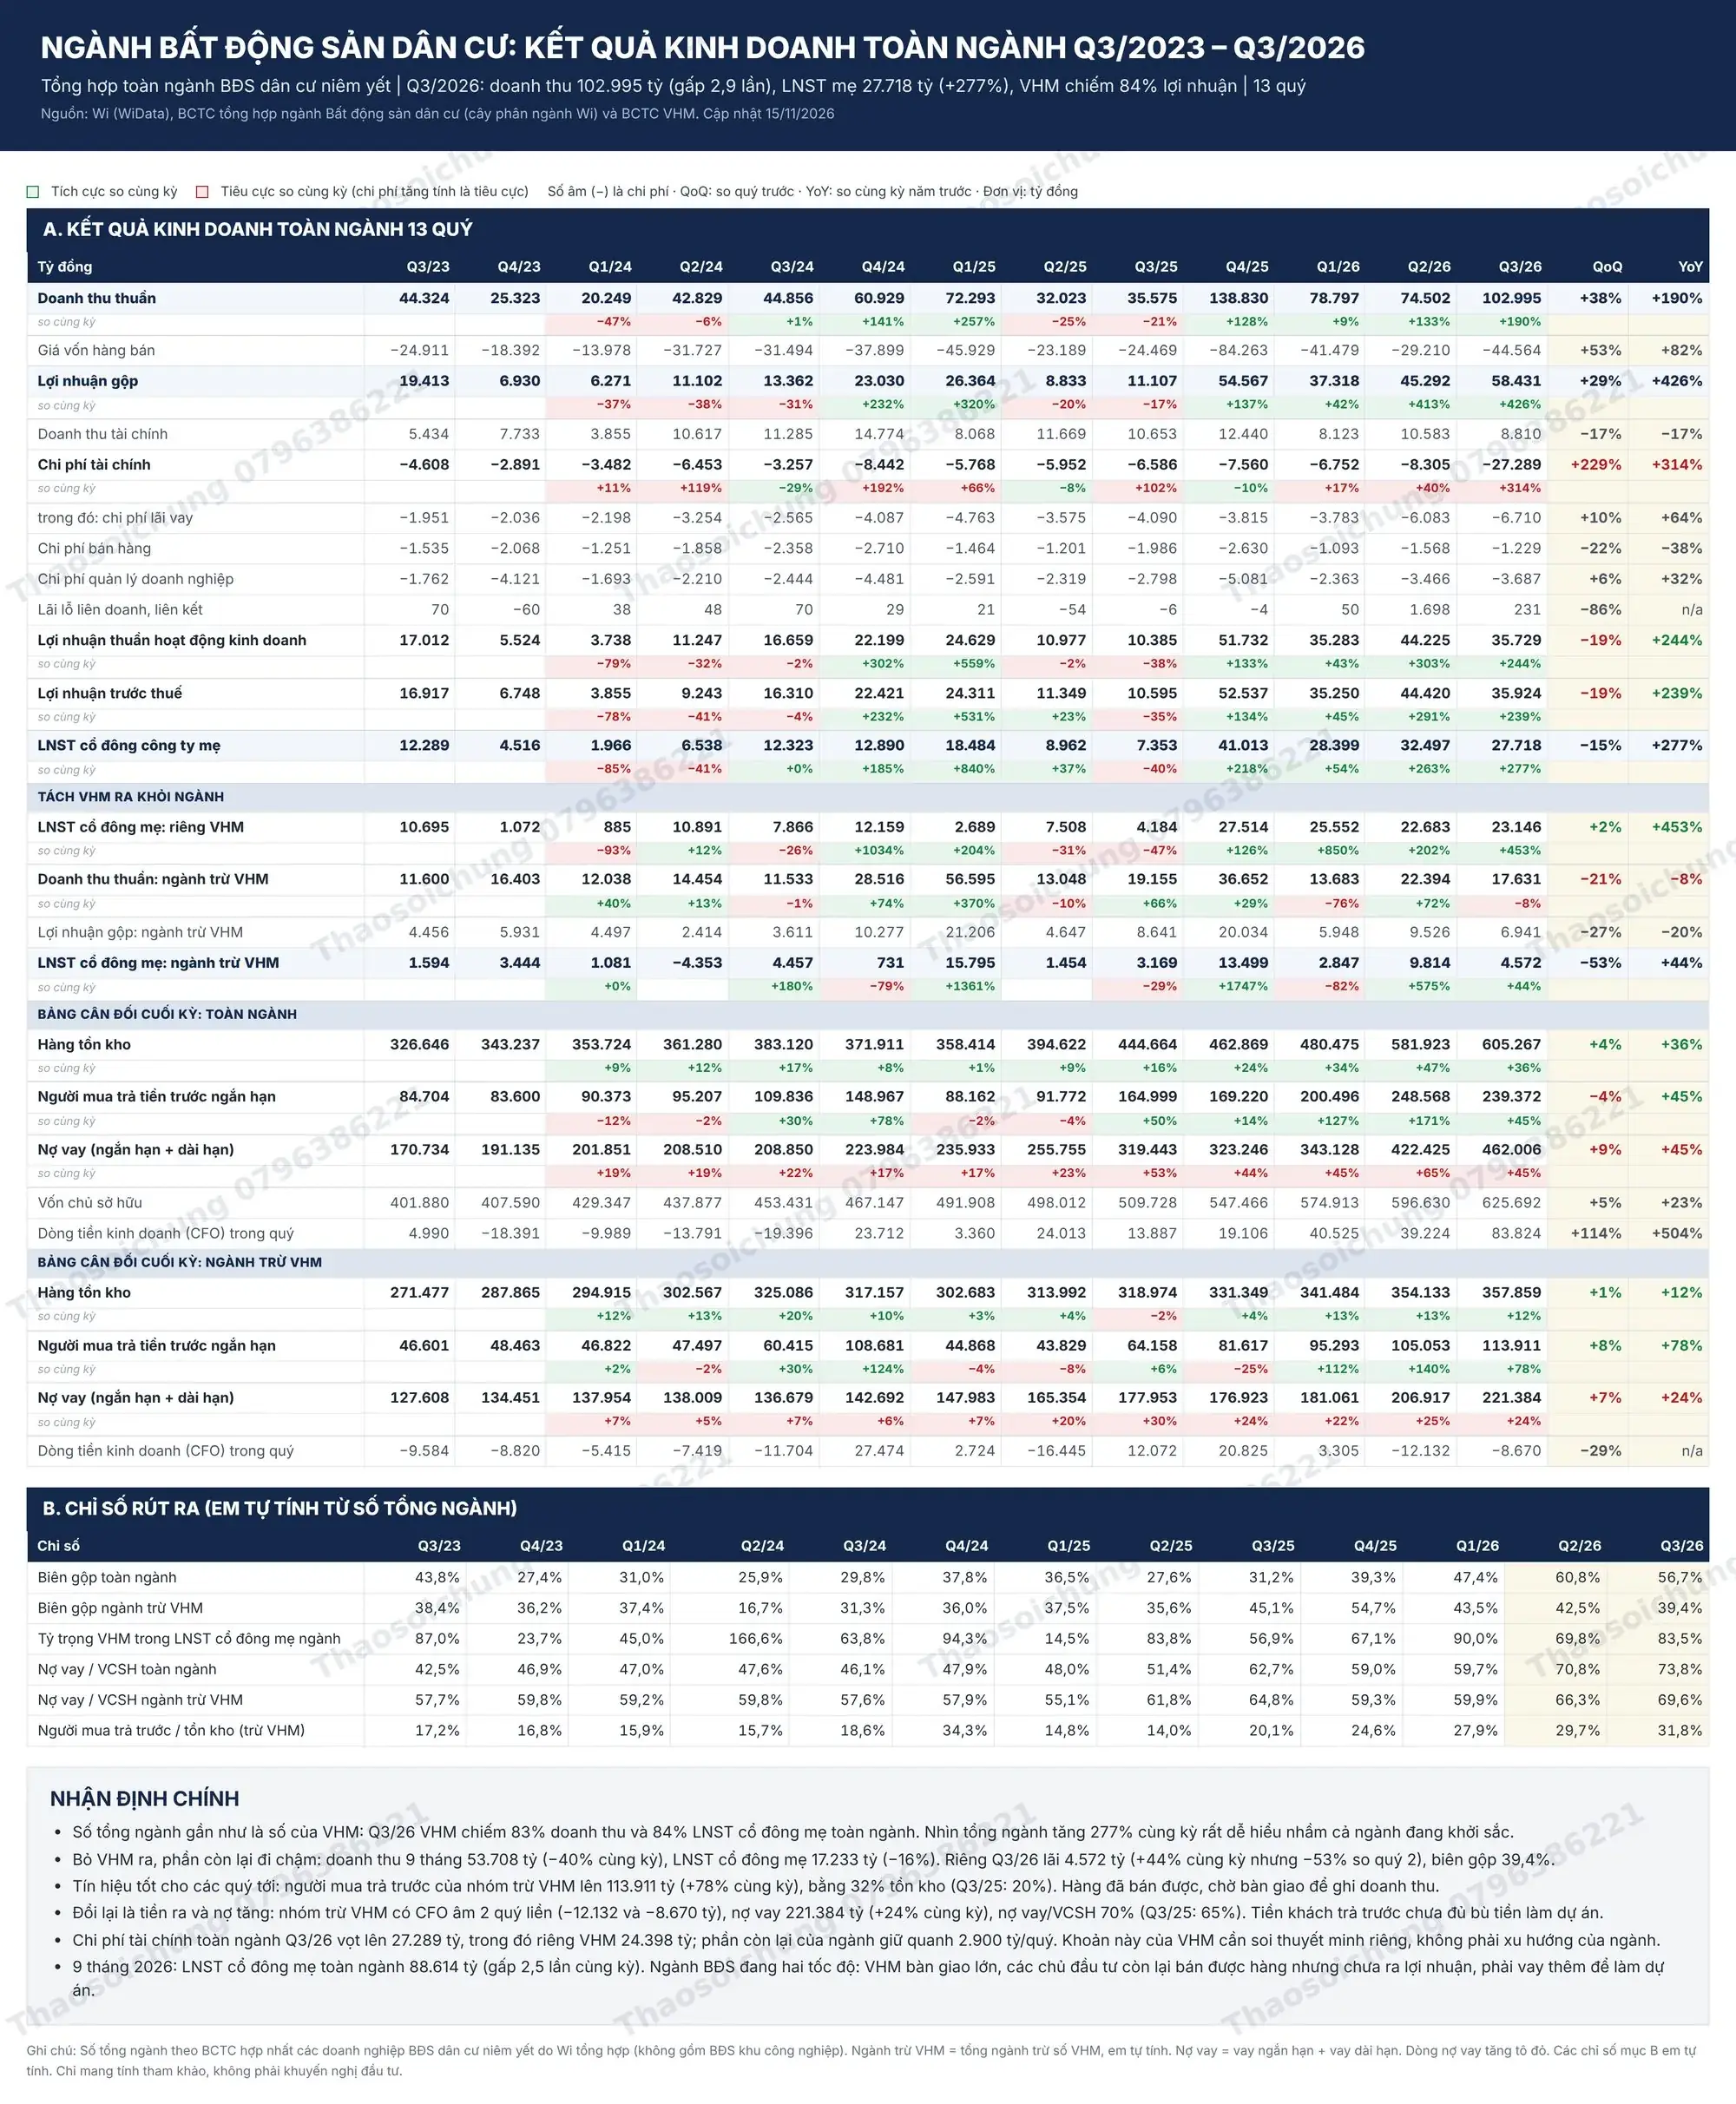 NGÀNH BẤT ĐỘNG SẢN DÂN CƯ: KẾT QUẢ KINH DOANH TOÀN NGÀNH Q3/2023 – Q3/2026
Tổng hợp toàn ngành BĐS dân cư niêm yết | Q3/2026: doanh thu 102.995 tỷ (gấp 2,9 lần), LNST mẹ 27.718 tỷ (+277%), VHM chiếm 84% lợi nhuận | 13 quý
Nguồn: Wi (WiData), BCTC tổng hợp ngành Bất động sản dân cư (cây phân ngành Wi) và BCTC VHM. Cập nhật 15/11/2026
Tích cực so cùng kỳ Tiêu cực so cùng kỳ (chi phí tăng tính là tiêu cực) Số âm (−) là chi phí · QoQ: so quý trước · YoY: so cùng kỳ năm trước · Đơn vị: tỷ đồng
A. KẾT QUẢ KINH DOANH TOÀN NGÀNH 13 QUÝ
Tỷ đồng Q3/23 Q4/23 Q1/24 Q2/24 Q3/24 Q4/24 Q1/25 Q2/25 Q3/25 Q4/25 Q1/26 Q2/26 Q3/26 QoQ YoY
Doanh thu thuần 44.324 25.323 20.249 42.829 44.856 60.929 72.293 32.023 35.575 138.830 78.797 74.502 102.995 +38% +190%
so cùng kỳ −47% −6% +1% +141% +257% −25% −21% +128% +9% +133% +190%
Giá vốn hàng bán −24.911 −18.392 −13.978 −31.727 −31.494 −37.899 −45.929 −23.189 −24.469 −84.263 −41.479 −29.210 −44.564 +53% +82%
Lợi nhuận gộp 19.413 6.930 6.271 11.102 13.362 23.030 26.364 8.833 11.107 54.567 37.318 45.292 58.431 +29% +426%
so cùng kỳ −37% −38% −31% +232% +320% −20% −17% +137% +42% +413% +426%
Doanh thu tài chính 5.434 7.733 3.855 10.617 11.285 14.774 8.068 11.669 10.653 12.440 8.123 10.583 8.810 −17% −17%
Chi phí tài chính −4.608 −2.891 −3.482 −6.453 −3.257 −8.442 −5.768 −5.952 −6.586 −7.560 −6.752 −8.305 −27.289 +229% +314%
so cùng kỳ +11% +119% −29% +192% +66% −8% +102% −10% +17% +40% +314%
trong đó: chi phí lãi vay −1.951 −2.036 −2.198 −3.254 −2.565 −4.087 −4.763 −3.575 −4.090 −3.815 −3.783 −6.083 −6.710 +10% +64%
Chi phí bán hàng −1.535 −2.068 −1.251 −1.858 −2.358 −2.710 −1.464 −1.201 −1.986 −2.630 −1.093 −1.568 −1.229 −22% −38%
Chi phí quản lý doanh nghiệp −1.762 −4.121 −1.693 −2.210 −2.444 −4.481 −2.591 −2.319 −2.798 −5.081 −2.363 −3.466 −3.687 +6% +32%
Lãi lỗ liên doanh, liên kết 70 −60 38 48 70 29 21 −54 −6 −4 50 1.698 231 −86% n/a
Lợi nhuận thuần hoạt động kinh doanh 17.012 5.524 3.738 11.247 16.659 22.199 24.629 10.977 10.385 51.732 35.283 44.225 35.729 −19% +244%
so cùng kỳ −79% −32% −2% +302% +559% −2% −38% +133% +43% +303% +244%
Lợi nhuận trước thuế 16.917 6.748 3.855 9.243 16.310 22.421 24.311 11.349 10.595 52.537 35.250 44.420 35.924 −19% +239%
so cùng kỳ −78% −41% −4% +232% +531% +23% −35% +134% +45% +291% +239%
LNST cổ đông công ty mẹ 12.289 4.516 1.966 6.538 12.323 12.890 18.484 8.962 7.353 41.013 28.399 32.497 27.718 −15% +277%
so cùng kỳ −85% −41% +0% +185% +840% +37% −40% +218% +54% +263% +277%
TÁCH VHM RA KHỎI NGÀNH
LNST cổ đông mẹ: riêng VHM 10.695 1.072 885 10.891 7.866 12.159 2.689 7.508 4.184 27.514 25.552 22.683 23.146 +2% +453%
so cùng kỳ −93% +12% −26% +1034% +204% −31% −47% +126% +850% +202% +453%
Doanh thu thuần: ngành trừ VHM 11.600 16.403 12.038 14.454 11.533 28.516 56.595 13.048 19.155 36.652 13.683 22.394 17.631 −21% −8%
so cùng kỳ +40% +13% −1% +74% +370% −10% +66% +29% −76% +72% −8%
Lợi nhuận gộp: ngành trừ VHM 4.456 5.931 4.497 2.414 3.611 10.277 21.206 4.647 8.641 20.034 5.948 9.526 6.941 −27% −20%
LNST cổ đông mẹ: ngành trừ VHM 1.594 3.444 1.081 −4.353 4.457 731 15.795 1.454 3.169 13.499 2.847 9.814 4.572 −53% +44%
so cùng kỳ +0% +180% −79% +1361% −29% +1747% −82% +575% +44%
BẢNG CÂN ĐỐI CUỐI KỲ: TOÀN NGÀNH
Hàng tồn kho 326.646 343.237 353.724 361.280 383.120 371.911 358.414 394.622 444.664 462.869 480.475 581.923 605.267 +4% +36%
so cùng kỳ +9% +12% +17% +8% +1% +9% +16% +24% +34% +47% +36%
Người mua trả tiền trước ngắn hạn 84.704 83.600 90.373 95.207 109.836 148.967 88.162 91.772 164.999 169.220 200.496 248.568 239.372 −4% +45%
so cùng kỳ −12% −2% +30% +78% −2% −4% +50% +14% +127% +171% +45%
Nợ vay (ngắn hạn + dài hạn) 170.734 191.135 201.851 208.510 208.850 223.984 235.933 255.755 319.443 323.246 343.128 422.425 462.006 +9% +45%
so cùng kỳ +19% +19% +22% +17% +17% +23% +53% +44% +45% +65% +45%
Vốn chủ sở hữu 401.880 407.590 429.347 437.877 453.431 467.147 491.908 498.012 509.728 547.466 574.913 596.630 625.692 +5% +23%
Dòng tiền kinh doanh (CFO) trong quý 4.990 −18.391 −9.989 −13.791 −19.396 23.712 3.360 24.013 13.887 19.106 40.525 39.224 83.824 +114% +504%
BẢNG CÂN ĐỐI CUỐI KỲ: NGÀNH TRỪ VHM
Hàng tồn kho 271.477 287.865 294.915 302.567 325.086 317.157 302.683 313.992 318.974 331.349 341.484 354.133 357.859 +1% +12%
so cùng kỳ +12% +13% +20% +10% +3% +4% −2% +4% +13% +13% +12%
Người mua trả tiền trước ngắn hạn 46.601 48.463 46.822 47.497 60.415 108.681 44.868 43.829 64.158 81.617 95.293 105.053 113.911 +8% +78%
so cùng kỳ +2% −2% +30% +124% −4% −8% +6% −25% +112% +140% +78%
Nợ vay (ngắn hạn + dài hạn) 127.608 134.451 137.954 138.009 136.679 142.692 147.983 165.354 177.953 176.923 181.061 206.917 221.384 +7% +24%
so cùng kỳ +7% +5% +7% +6% +7% +20% +30% +24% +22% +25% +24%
Dòng tiền kinh doanh (CFO) trong quý −9.584 −8.820 −5.415 −7.419 −11.704 27.474 2.724 −16.445 12.072 20.825 3.305 −12.132 −8.670 −29% n/a
B. CHỈ SỐ RÚT RA (EM TỰ TÍNH TỪ SỐ TỔNG NGÀNH)
Chỉ số Q3/23 Q4/23 Q1/24 Q2/24 Q3/24 Q4/24 Q1/25 Q2/25 Q3/25 Q4/25 Q1/26 Q2/26 Q3/26
Biên gộp toàn ngành 43,8% 27,4% 31,0% 25,9% 29,8% 37,8% 36,5% 27,6% 31,2% 39,3% 47,4% 60,8% 56,7%
Biên gộp ngành trừ VHM 38,4% 36,2% 37,4% 16,7% 31,3% 36,0% 37,5% 35,6% 45,1% 54,7% 43,5% 42,5% 39,4%
Tỷ trọng VHM trong LNST cổ đông mẹ ngành 87,0% 23,7% 45,0% 166,6% 63,8% 94,3% 14,5% 83,8% 56,9% 67,1% 90,0% 69,8% 83,5%
Nợ vay / VCSH toàn ngành 42,5% 46,9% 47,0% 47,6% 46,1% 47,9% 48,0% 51,4% 62,7% 59,0% 59,7% 70,8% 73,8%
Nợ vay / VCSH ngành trừ VHM 57,7% 59,8% 59,2% 59,8% 57,6% 57,9% 55,1% 61,8% 64,8% 59,3% 59,9% 66,3% 69,6%
Người mua trả trước / tồn kho (trừ VHM) 17,2% 16,8% 15,9% 15,7% 18,6% 34,3% 14,8% 14,0% 20,1% 24,6% 27,9% 29,7% 31,8%
NHẬN ĐỊNH CHÍNH
• Số tổng ngành gần như là số của VHM: Q3/26 VHM chiếm 83% doanh thu và 84% LNST cổ đông mẹ toàn ngành. Nhìn tổng ngành tăng 277% cùng kỳ rất dễ hiểu nhầm cả ngành đang khởi sắc.
• Bỏ VHM ra, phần còn lại đi chậm: doanh thu 9 tháng 53.708 tỷ (−40% cùng kỳ), LNST cổ đông mẹ 17.233 tỷ (−16%). Riêng Q3/26 lãi 4.572 tỷ (+44% cùng kỳ nhưng −53% so quý 2), biên gộp 39,4%.
• Tín hiệu tốt cho các quý tới: người mua trả trước của nhóm trừ VHM lên 113.911 tỷ (+78% cùng kỳ), bằng 32% tồn kho (Q3/25: 20%). Hàng đã bán được, chờ bàn giao để ghi doanh thu.
• Đổi lại là tiền ra và nợ tăng: nhóm trừ VHM có CFO âm 2 quý liền (−12.132 và −8.670 tỷ), nợ vay 221.384 tỷ (+24% cùng kỳ), nợ vay/VCSH 70% (Q3/25: 65%). Tiền khách trả trước chưa đủ bù tiền làm dự án.
• Chi phí tài chính toàn ngành Q3/26 vọt lên 27.289 tỷ, trong đó riêng VHM 24.398 tỷ; phần còn lại của ngành giữ quanh 2.900 tỷ/quý. Khoản này của VHM cần soi thuyết minh riêng, không phải xu hướng của ngành.
• 9 tháng 2026: LNST cổ đông mẹ toàn ngành 88.614 tỷ (gấp 2,5 lần cùng kỳ). Ngành BĐS đang hai tốc độ: VHM bàn giao lớn, các chủ đầu tư còn lại bán được hàng nhưng chưa ra lợi nhuận, phải vay thêm để làm dự
án.
Ghi chú: Số tổng ngành theo BCTC hợp nhất các doanh nghiệp BĐS dân cư niêm yết do Wi tổng hợp (không gồm BĐS khu công nghiệp). Ngành trừ VHM = tổng ngành trừ số VHM, em tự tính. Nợ vay = vay ngắn hạn + vay dài hạn. Dòng nợ vay tăng tô đỏ. Các chỉ số mục B em tự
tính. Chỉ mang tính tham khảo, không phải khuyến nghị đầu tư.
Thaosoichung 0796386221